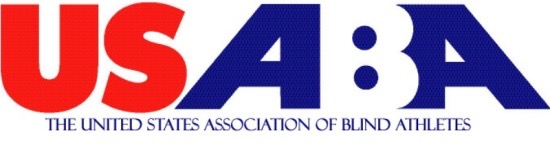 USABA
THE UNITED STATES ASSOCIATION OF BLIND ATHLETES